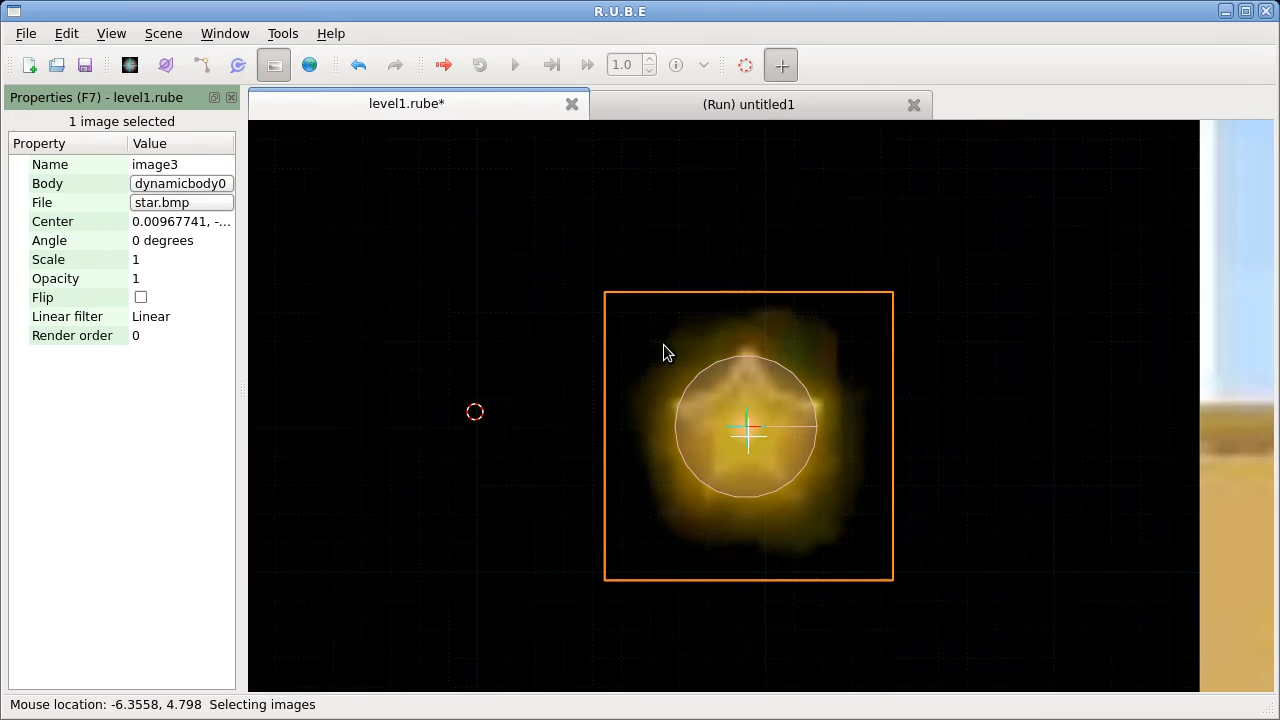 R.U.B.E
File Edit View Scene Window Tools Help
1.0
Properties (F7) - level1.rube
level1.rube*
(Run) untitled1
1 image selected
Property Value
Name image3
Body dynamicbody0
File star.bmp
Center 0.00967741, -...
Angle 0 degrees
Scale 1
Opacity 1
Flip
Linear filter Linear
Render order 0
Mouse location: -6.3558, 4.798 Selecting images